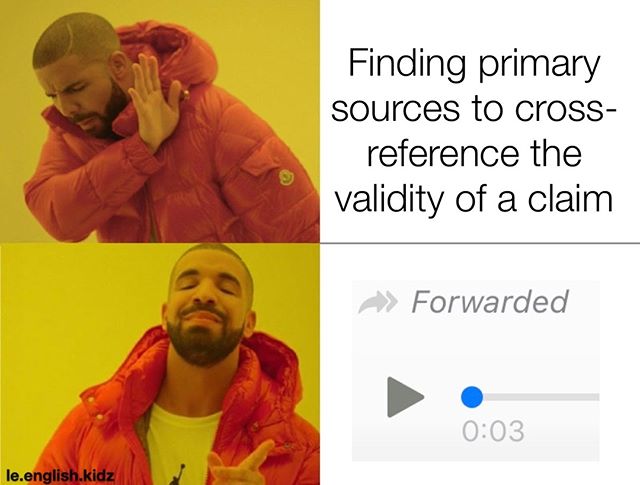 Finding primary
sources to cross-
reference the
validity of a claim
Forwarded
0:03
le.english.kidz